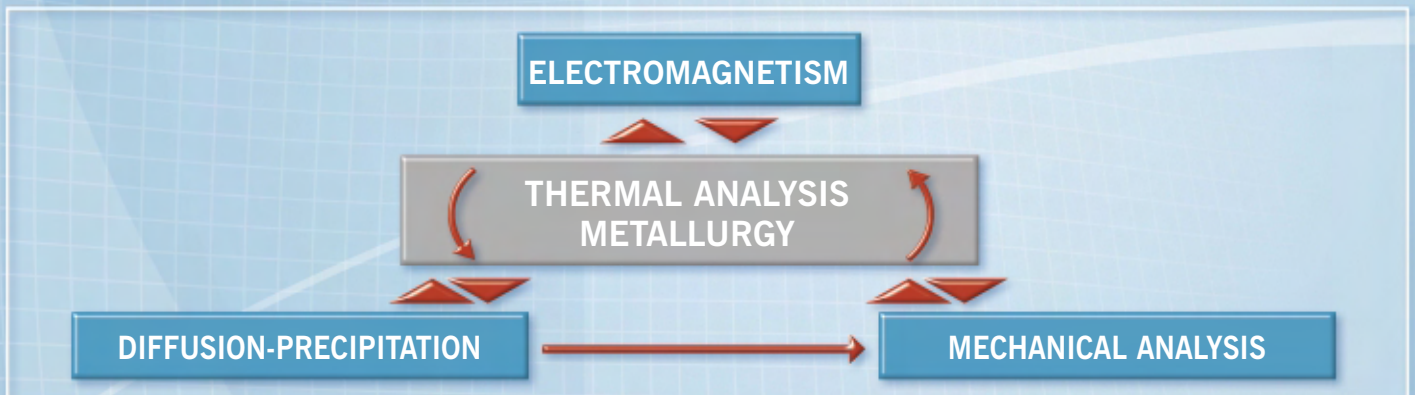 ELECTROMAGNETISM
THERMAL ANALYSIS
METALLURGY
DIFFUSION-PRECIPITATION
MECHANICAL ANALYSIS